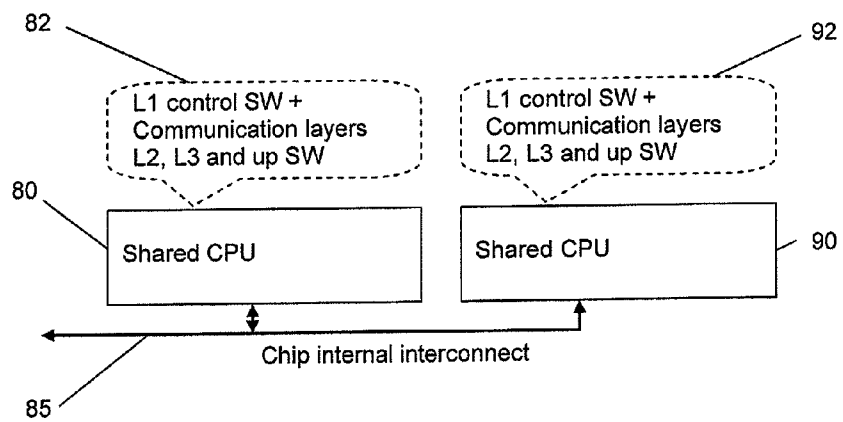 82
92
L1 control SW +
Communication layers
L2, L3 and up SW
L1 control SW +
Communication layers
L2, L3 and up SW
80
Shared CPU
Shared CPU
90
Chip internal interconnect
85